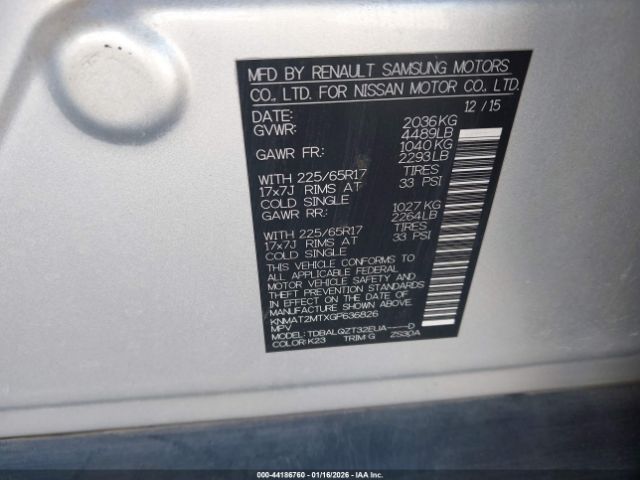 MFD BY RENAULT SAMSUNG MOTORS
CO., LTD. FOR NISSAN MOTOR CO., LTD.
DATE: 12/15
GVWR: 2036KG
4489LB
GAWR FR: 1040KG
2293LB
WITH 225/65R17 TIRES
17x7J RIMS AT 33 PSI
COLD SINGLE
GAWR RR: 1027KG
2264LB
WITH 225/65R17 TIRES
17x7J RIMS AT 33 PSI
COLD SINGLE
THIS VEHICLE CONFORMS TO
ALL APPLICABLE FEDERAL
MOTOR VEHICLE SAFETY AND
THEFT PREVENTION STANDARDS
IN EFFECT ON THE DATE OF
MANUFACTURE SHOWN ABOVE.
KNMAT2MTXGP636826
MPV
MODEL: TDBALQZT32EUA----D
COLOR: K23 TRIM G ZS30A
000-44186760 - 01/16/2026 - IAA Inc.